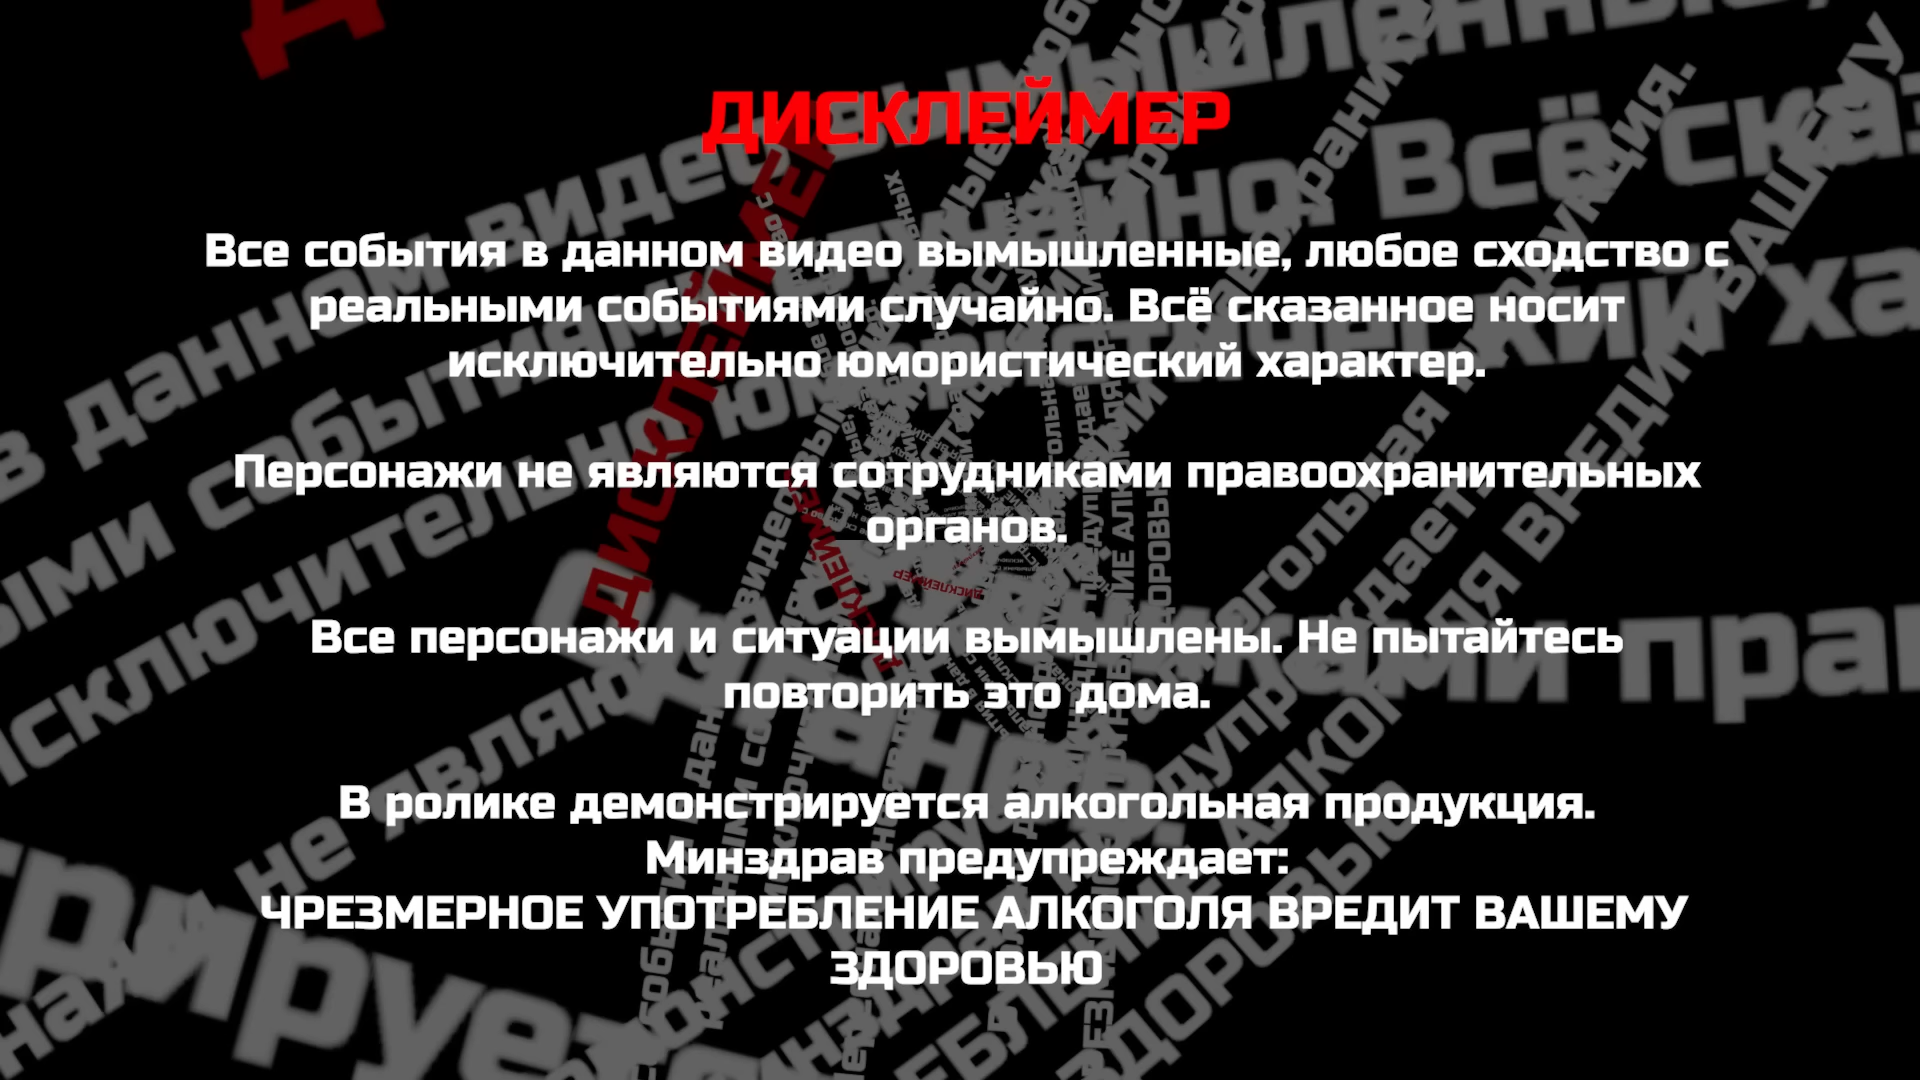 ДИСКЛЕЙМЕР
Все события в данном видео вымышленные, любое сходство с
реальными событиями случайно. Всё сказанное носит
исключительно юмористический характер.
Персонажи не являются сотрудниками правоохранительных
органов.
Все персонажи и ситуации вымышлены. Не пытайтесь
повторить это дома.
В ролике демонстрируется алкогольная продукция.
Минздрав предупреждает:
ЧРЕЗМЕРНОЕ УПОТРЕБЛЕНИЕ АЛКОГОЛЯ ВРЕДИТ ВАШЕМУ
ЗДОРОВЬЮ